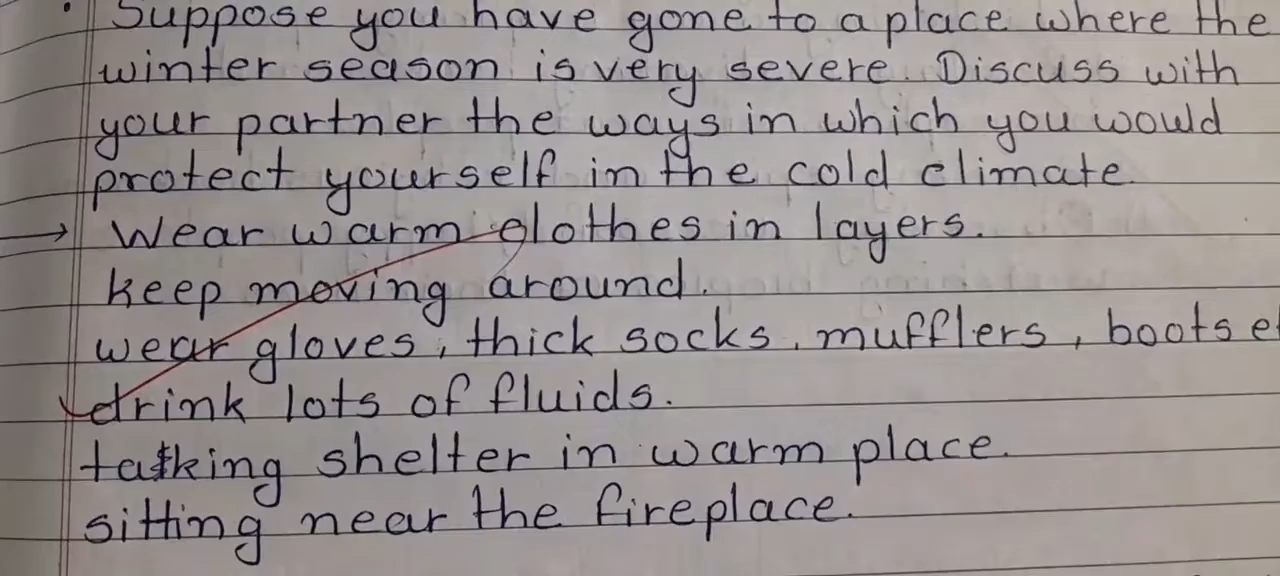 • Suppose you have gone to a place where the
winter season is very severe. Discuss with
your partner the ways in which you would
protect yourself in the cold climate.
→ Wear warm clothes in layers.
keep moving around.
wear gloves, thick socks, mufflers, boots
drink lots of fluids.
taking shelter in warm place.
sitting near the fireplace.